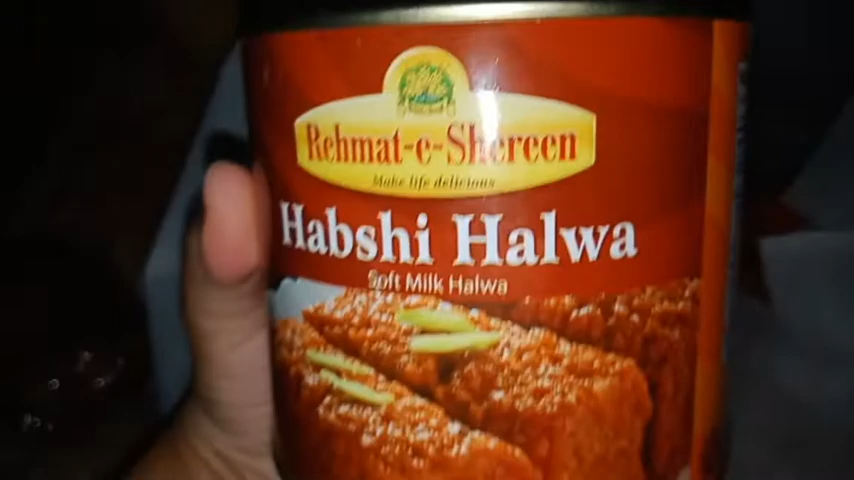 Rehmat-e-Shereen
Make life delicious
Habshi Halwa
Soft Milk Halwa